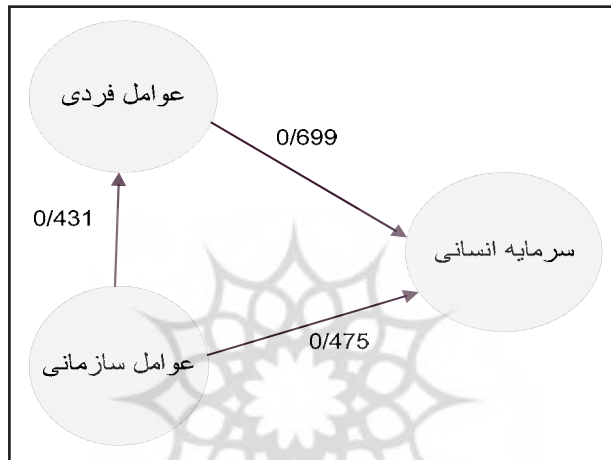 عوامل فردی
0/699
0/431
سرمایه انسانی
0/475
عوامل سازمانی